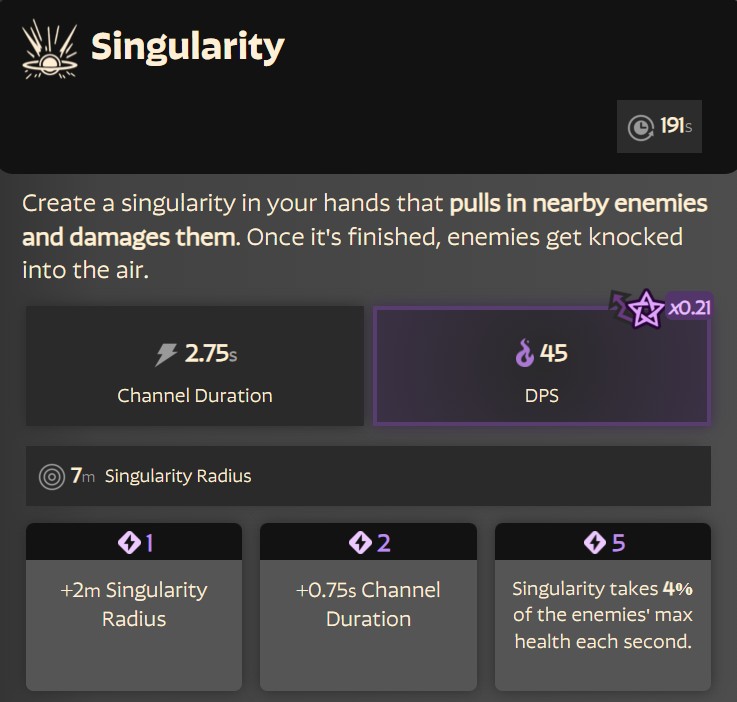 Singularity
191s
Create a singularity in your hands that pulls in nearby enemies
and damages them. Once it's finished, enemies get knocked
into the air.
x0.21
2.75s
Channel Duration
45
DPS
7m Singularity Radius
1
+2m Singularity
Radius
2
+0.75s Channel
Duration
5
Singularity takes 4%
of the enemies' max
health each second.